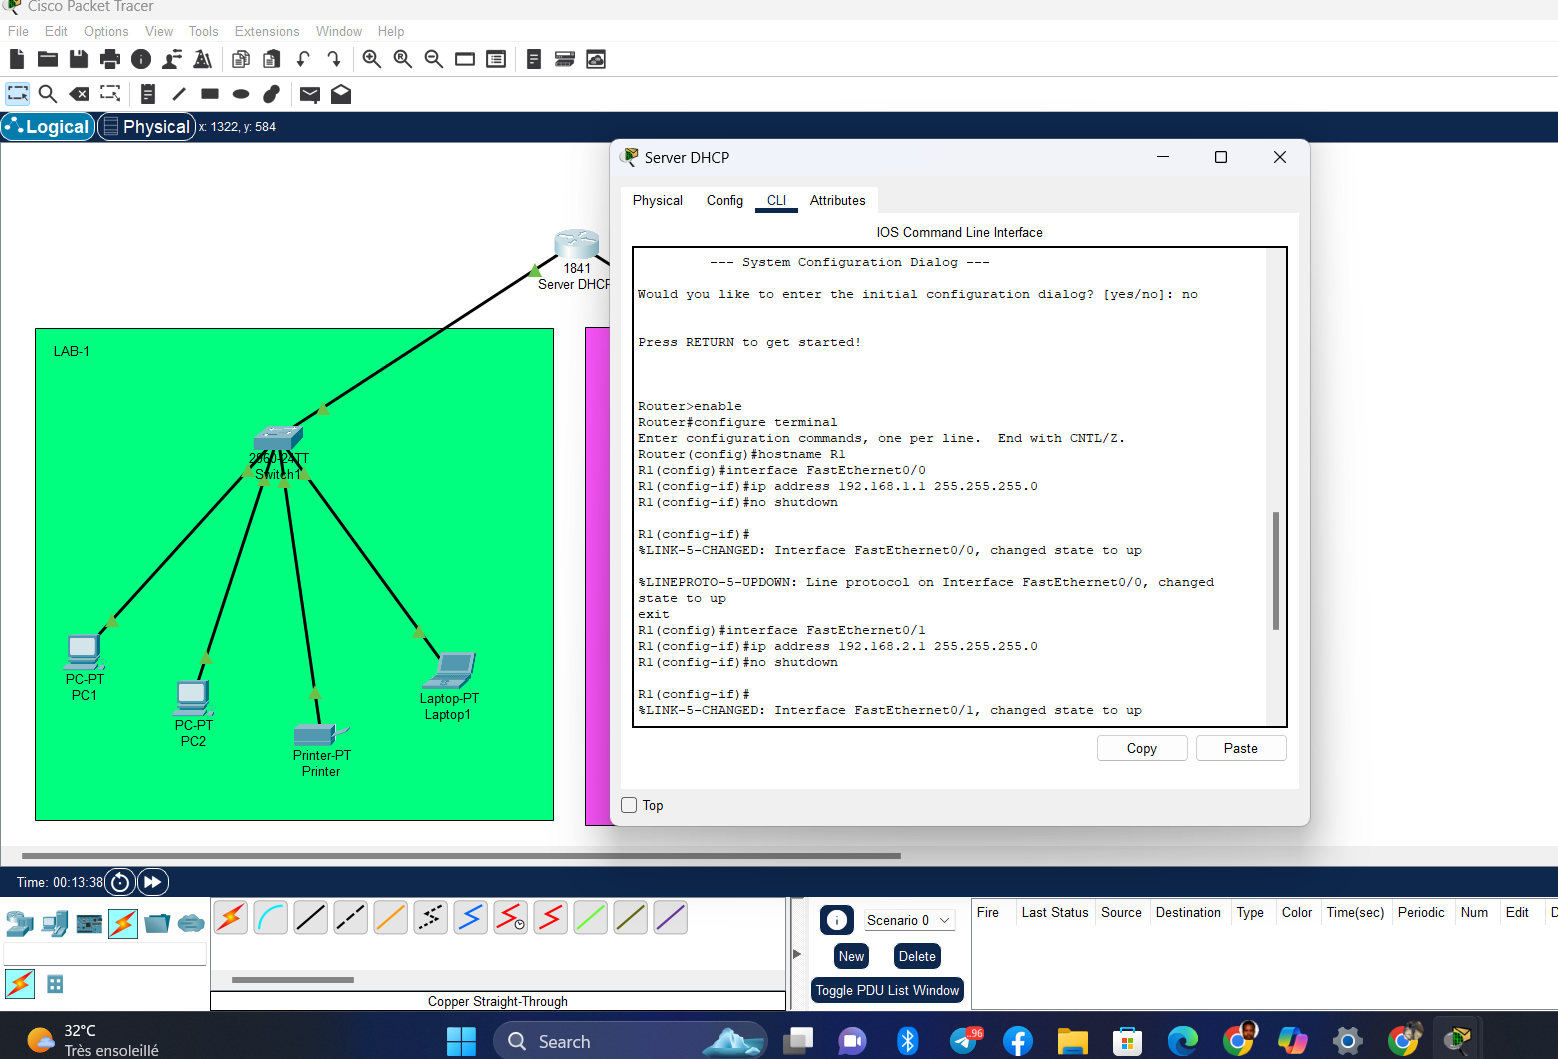 Cisco Packet Tracer
File Edit Options View Tools Extensions Window Help
Logical Physical x: 1322, y: 584
Server DHCP
Physical Config CLI Attributes
IOS Command Line Interface
--- System Configuration Dialog ---
Would you like to enter the initial configuration dialog? [yes/no]: no
Press RETURN to get started!
Router>enable
Router#configure terminal
Enter configuration commands, one per line.  End with CNTL/Z.
Router(config)#hostname R1
R1(config)#interface FastEthernet0/0
R1(config-if)#ip address 192.168.1.1 255.255.255.0
R1(config-if)#no shutdown
R1(config-if)#
%LINK-5-CHANGED: Interface FastEthernet0/0, changed state to up
%LINEPROTO-5-UPDOWN: Line protocol on Interface FastEthernet0/0, changed
state to up
exit
R1(config)#interface FastEthernet0/1
R1(config-if)#ip address 192.168.2.1 255.255.255.0
R1(config-if)#no shutdown
R1(config-if)#
%LINK-5-CHANGED: Interface FastEthernet0/1, changed state to up
Copy Paste
Top
1841
Server DHCP
LAB-1
2960-24TT
Switch1
PC-PT
PC1
PC-PT
PC2
Printer-PT
Printer
Laptop-PT
Laptop1
Time: 00:13:38
Copper Straight-Through
Scenario 0
New Delete
Toggle PDU List Window
Fire Last Status Source Destination Type Color Time(sec) Periodic Num Edit D
32°C
Très ensoleillé
Search
96